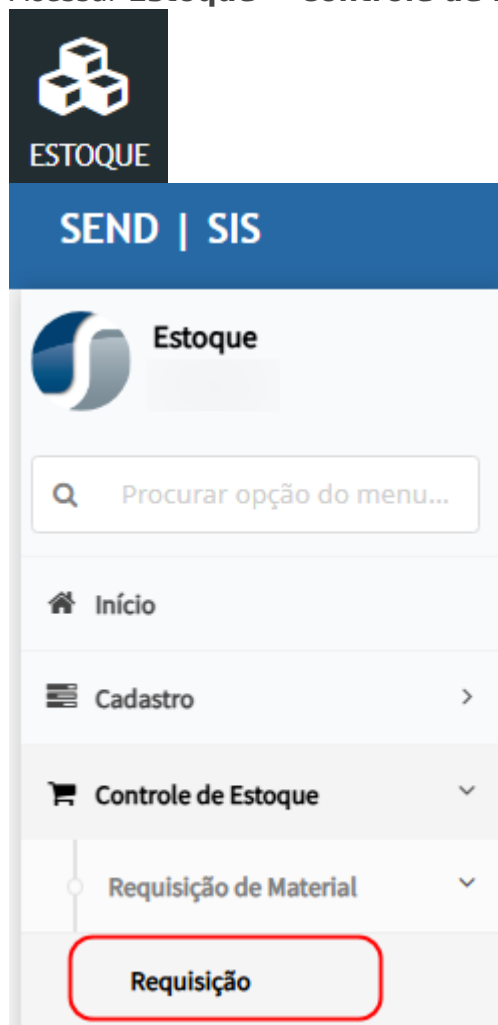 ESTOQUE
SEND | SIS
Estoque
Procurar opção do menu...
Início
Cadastro
Controle de Estoque
Requisição de Material
Requisição